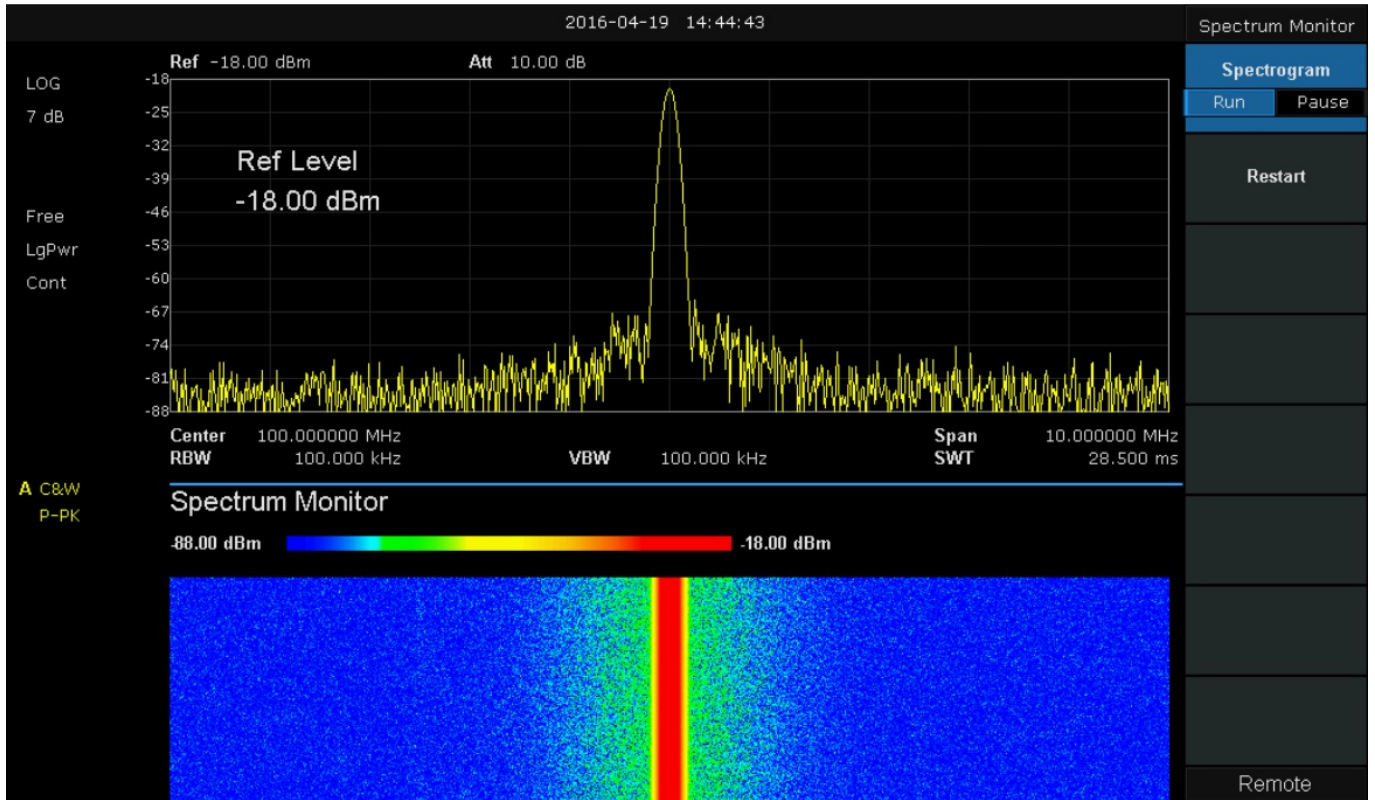 2016-04-19 14:44:43
Spectrum Monitor
Ref -18.00 dBm Att 10.00 dB
Spectrogram
Run Pause
Restart
LOG
7 dB
Free
LgPwr
Cont
-18
-25
-32
-39
-46
-53
-60
-67
-74
-81
-88
Ref Level
-18.00 dBm
Center 100.000000 MHz Span 10.000000 MHz
RBW 100.000 kHz VBW 100.000 kHz SWT 28.500 ms
A C&W
P-PK
Spectrum Monitor
-88.00 dBm -18.00 dBm
Remote